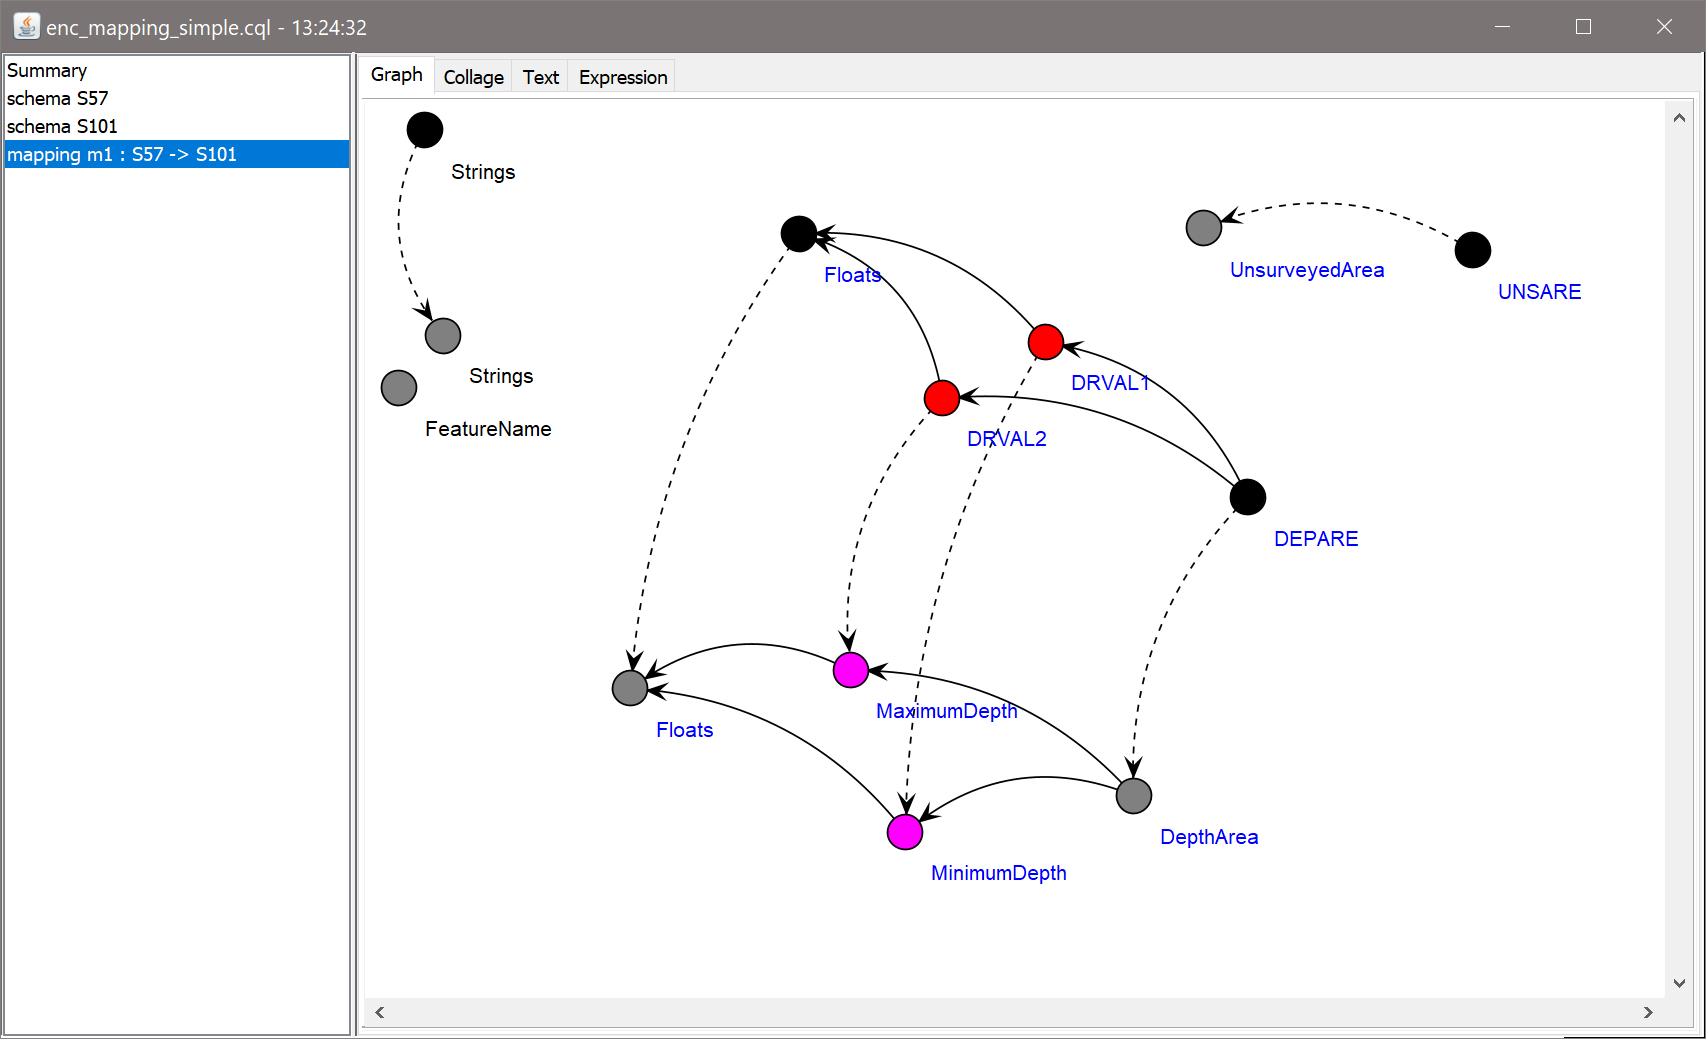 enc_mapping_simple.cql - 13:24:32
Summary
schema S57
schema S101
mapping m1 : S57 -> S101
Graph
Collage
Text
Expression
Strings
Floats
UnsurveyedArea
UNSARE
Strings
DRVAL1
FeatureName
DRVAL2
DEPARE
MaximumDepth
Floats
DepthArea
MinimumDepth